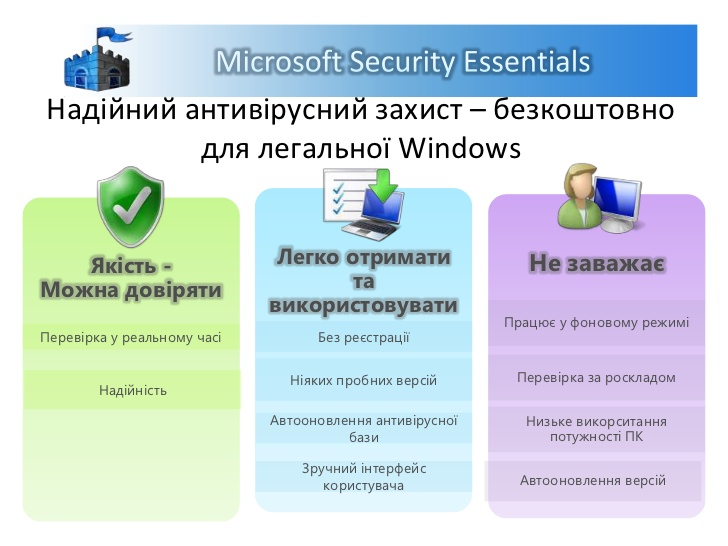 Microsoft Security Essentials
Надійний антивірусний захист – безкоштовно
для легальної Windows
Якість -
Можна довіряти
Перевірка у реальному часі
Надійність
Легко отримати
та
використовувати
Без реєстрації
Ніяких пробних версій
Автооновлення антивірусної
бази
Зручний інтерфейс
користувача
Не заважає
Працює у фоновому режимі
Перевірка за роскладом
Низьке викорситання
потужності ПК
Автооновлення версій